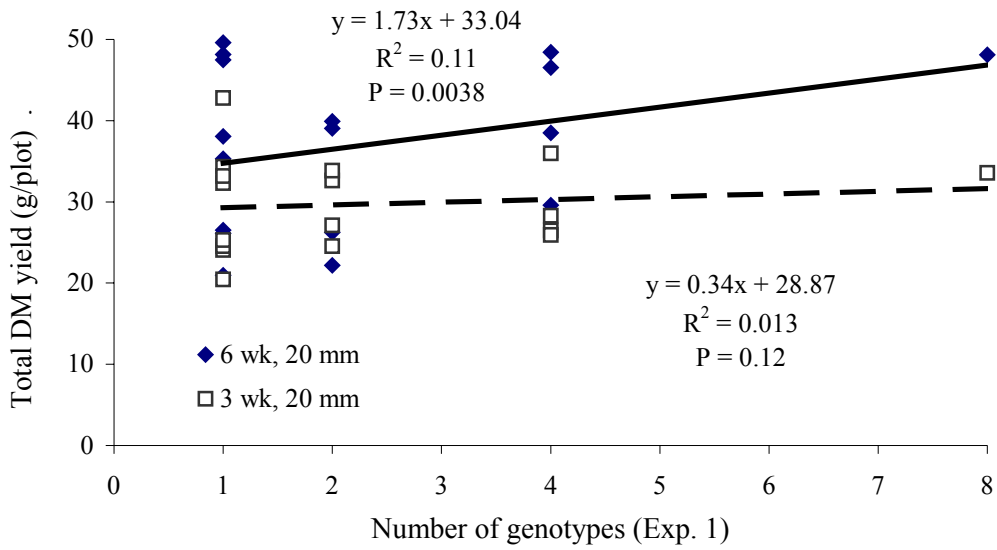 y = 1.73x + 33.04
R² = 0.11
P = 0.0038
50
40
30
20
10
0
Total DM yield (g/plot) .
y = 0.34x + 28.87
R² = 0.013
P = 0.12
6 wk, 20 mm
3 wk, 20 mm
0 1 2 3 4 5 6 7 8
Number of genotypes (Exp. 1)